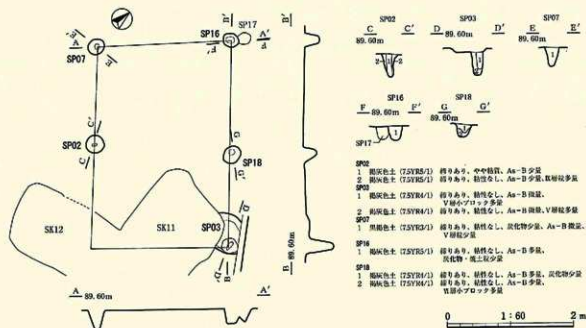 SP02 SP03 SP07
C C' D D' E E'
89.60m
1
2
1
2
1
SP16 SP18
F F' G G'
89.60m 89.60m
1
1
SP17
SP16
SP17
A
A'
B'
B'
E
E'
F'
F
SP07
C'
C
SP02
G
G'
SP18
SP03
D
D'
B
SK12
SK11
B 89.60m
A 89.60m A'
SP02
1 褐灰色土 (7.5YR5/1) 締りあり、やや粘質、As-B少量
2 褐灰色土 (7.5YR4/1) 締りあり、粘性なし、As-B少量、
SP03
1 褐灰色土 (7.5YR4/1) 締りあり、粘性なし、As-B微量、
V層小ブロック多量
2 褐灰色土 (7.5YR4/1) 締りあり、粘性なし、As-B微量、V層粒多量
SP07
1 黒褐色土 (7.5YR3/1) 締りあり、粘性なし、炭化物少量、As-B微量、
V層粒少量
SP16
1 褐灰色土 (7.5YR5/1) 締りあり、粘性なし、As-B多量、
炭化物・焼土粒少量
SP18
1 褐灰色土 (7.5YR4/1) 締りあり、粘性なし、As-B多量、炭化物少量
2 褐灰色土 (7.5YR4/1) 締りあり、粘性なし、As-B少量、
小ブロック多量
0 1:60 2 m